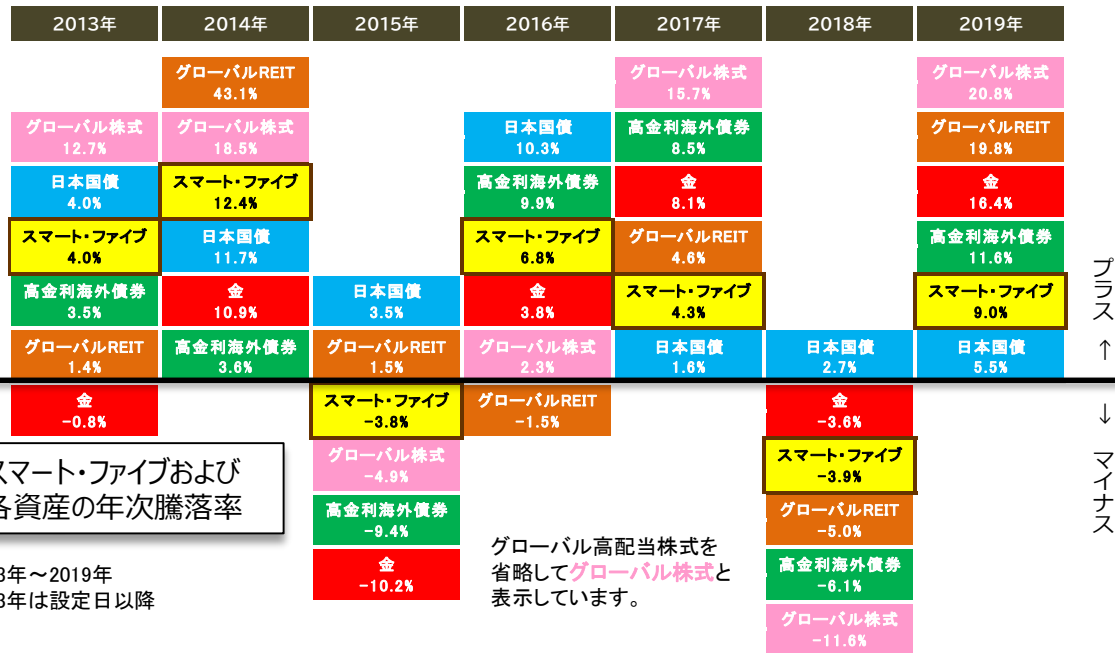 2013年 2014年 2015年 2016年 2017年 2018年 2019年
グローバル株式
12.7%
日本国債
4.0%
スマート・ファイブ
4.0%
高金利海外債券
3.5%
グローバルREIT
1.4%
金
-0.8%
グローバルREIT
43.1%
グローバル株式
18.5%
スマート・ファイブ
12.4%
日本国債
11.7%
金
10.9%
高金利海外債券
3.6%
日本国債
3.5%
グローバルREIT
1.5%
スマート・ファイブ
-3.8%
グローバル株式
-4.9%
高金利海外債券
-9.4%
金
-10.2%
日本国債
10.3%
高金利海外債券
9.9%
スマート・ファイブ
6.8%
金
3.8%
グローバル株式
2.3%
グローバルREIT
-1.5%
グローバル株式
15.7%
高金利海外債券
8.5%
金
8.1%
グローバルREIT
4.6%
スマート・ファイブ
4.3%
日本国債
1.6%
日本国債
2.7%
金
-3.6%
スマート・ファイブ
-3.9%
グローバルREIT
-5.0%
高金利海外債券
-6.1%
グローバル株式
-11.6%
グローバル株式
20.8%
グローバルREIT
19.8%
金
16.4%
高金利海外債券
11.6%
スマート・ファイブ
9.0%
日本国債
5.5%
プラス ↑
↓ マイナス
スマート・ファイブおよび
各資産の年次騰落率
3年～2019年
3年は設定日以降
グローバル高配当株式を
省略してグローバル株式と
表示しています。